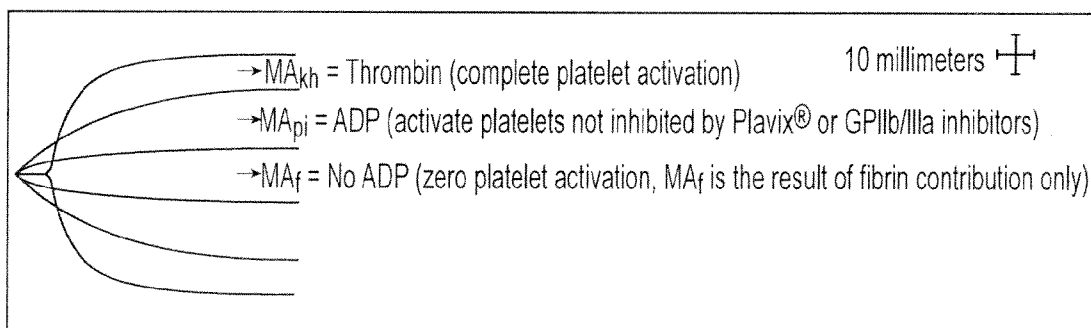 →MAkh = Thrombin (complete platelet activation)
10 millimeters
→MApi = ADP (activate platelets not inhibited by Plavix® or GPIIb/IIIa inhibitors)
→MAf = No ADP (zero platelet activation, MAf is the result of fibrin contribution only)